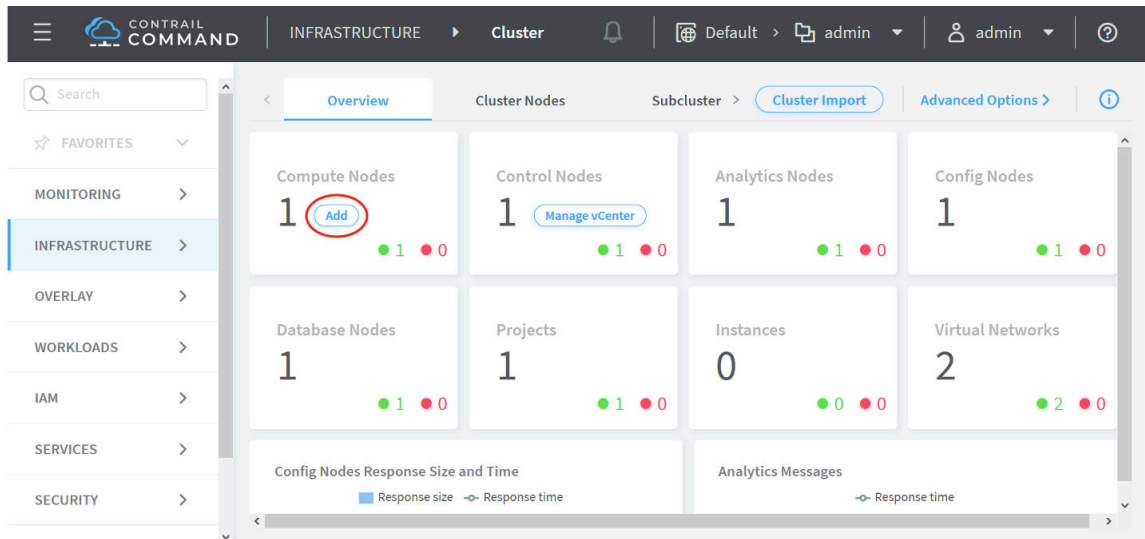 CONTRAIL
COMMAND
INFRASTRUCTURE Cluster Default > admin admin ?
Search
FAVORITES
MONITORING
INFRASTRUCTURE
OVERLAY
WORKLOADS
IAM
SERVICES
SECURITY
< Overview Cluster Nodes Subcluster > Cluster Import Advanced Options > i
Compute Nodes
1 Add
1 0
Control Nodes
1 Manage vCenter
1 0
Analytics Nodes
1
1 0
Config Nodes
1
1 0
Database Nodes
1
1 0
Projects
1
1 0
Instances
0
0 0
Virtual Networks
2
2 0
Config Nodes Response Size and Time
Response size Response time
Analytics Messages
Response time